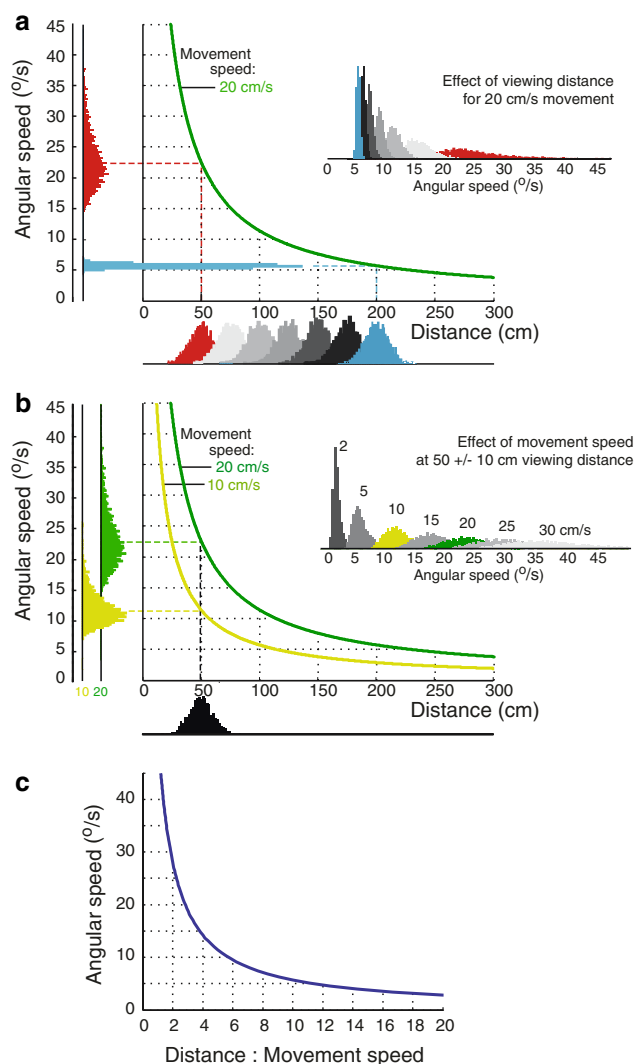 a
45
40
35
30
25
20
15
10
5
0
Angular speed (o/s)
Movement
speed:
20 cm/s
Effect of viewing distance
for 20 cm/s movement
0 5 10 15 20 25 30 35 40 45
Angular speed (o/s)
0 50 100 150 200 250 300
Distance (cm)
b
45
40
35
30
25
20
15
10
5
0
Angular speed (o/s)
10 20
Movement
speed:
20 cm/s
10 cm/s
Effect of movement speed
at 50 +/- 10 cm viewing distance
2
5
10
15
20
25
30 cm/s
0 5 10 15 20 25 30 35 40 45
Angular speed (o/s)
0 50 100 150 200 250 300
Distance (cm)
c
40
30
20
10
0
Angular speed (o/s)
0 2 4 6 8 10 12 14 16 18 20
Distance : Movement speed